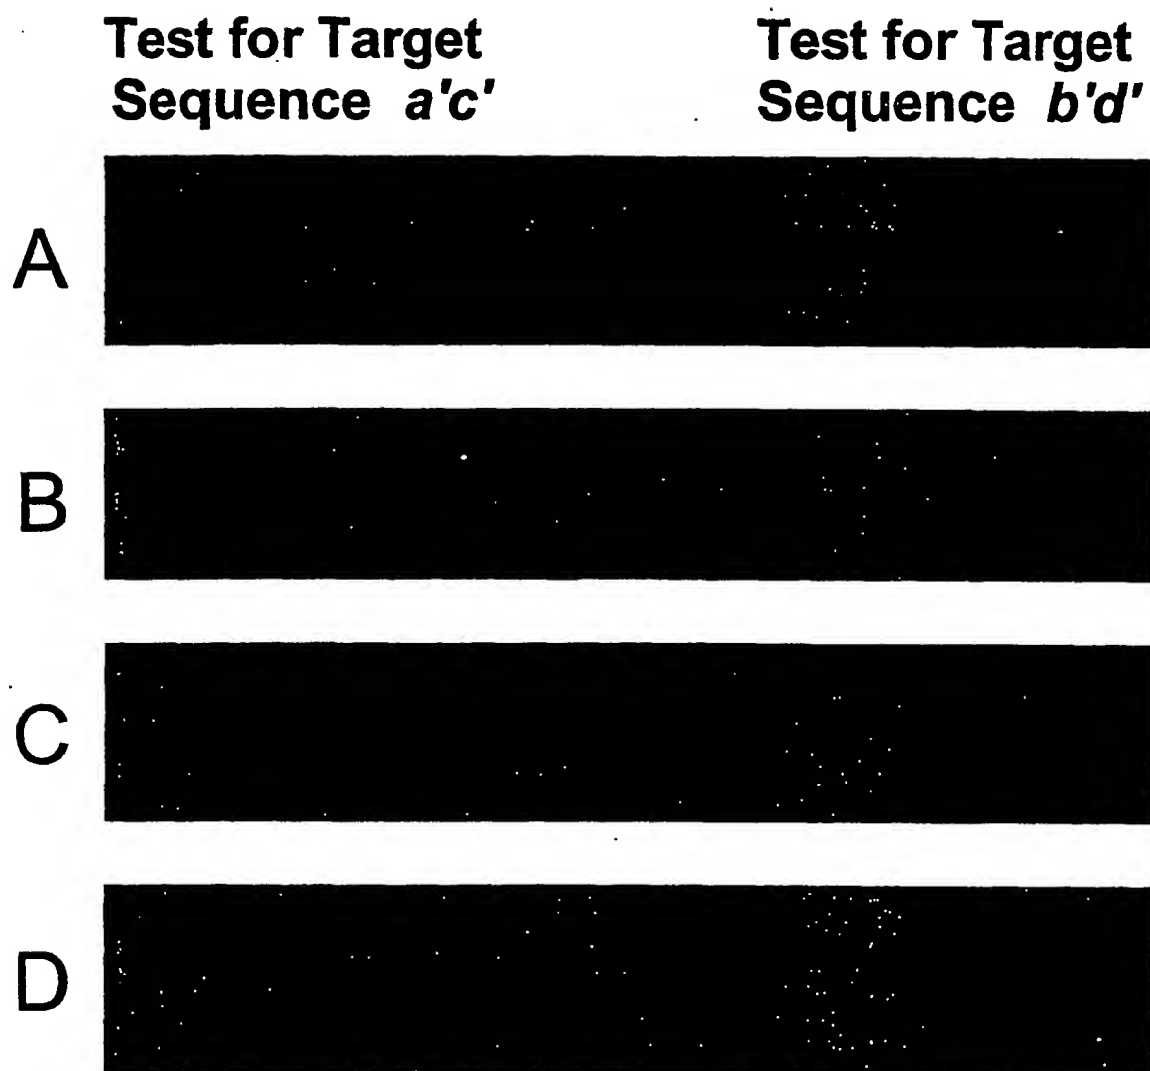 Test for Target
Sequence a'c'
Test for Target
Sequence b'd'
A
B
C
D